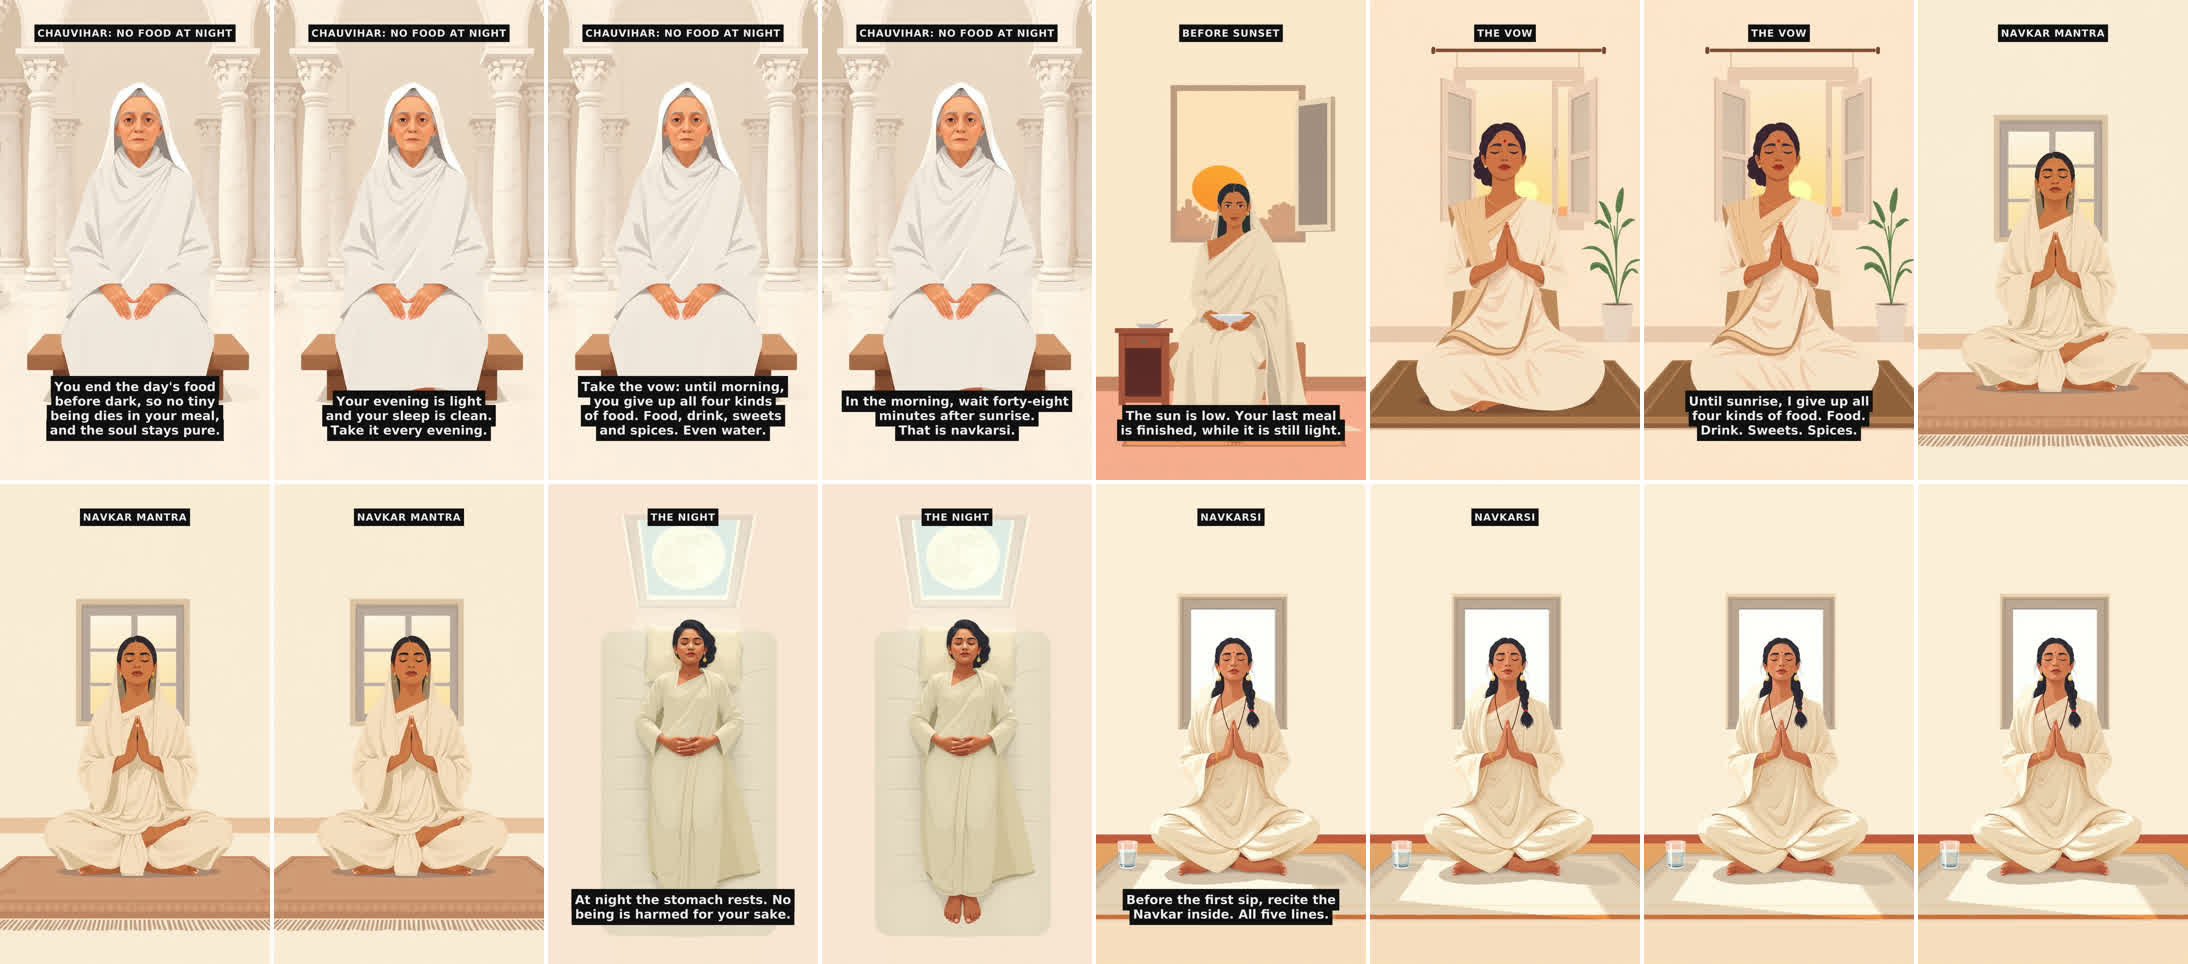 CHAUVIHAR: NO FOOD AT NIGHT
You end the day's food
before dark, so no tiny
being dies in your meal,
and the soul stays pure.
CHAUVIHAR: NO FOOD AT NIGHT
Your evening is light
and your sleep is clean.
Take it every evening.
CHAUVIHAR: NO FOOD AT NIGHT
Take the vow: until morning,
you give up all four kinds
of food. Food, drink, sweets
and spices. Even water.
CHAUVIHAR: NO FOOD AT NIGHT
In the morning, wait forty-eight
minutes after sunrise.
That is navkarsi.
BEFORE SUNSET
The sun is low. Your last meal
is finished, while it is still light.
THE VOW
THE VOW
Until sunrise, I give up all
four kinds of food. Food.
Drink. Sweets. Spices.
NAVKAR MANTRA
NAVKAR MANTRA
NAVKAR MANTRA
THE NIGHT
At night the stomach rests. No
being is harmed for your sake.
THE NIGHT
NAVKARSI
Before the first sip, recite the
Navkar inside. All five lines.
NAVKARSI